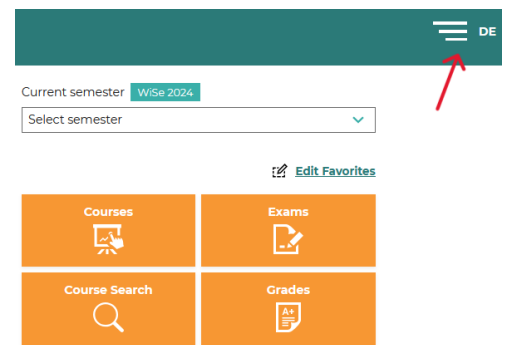 DE
Current semester WiSe 2024
Select semester
Edit Favorites
Courses
Exams
Course Search
Grades
A+